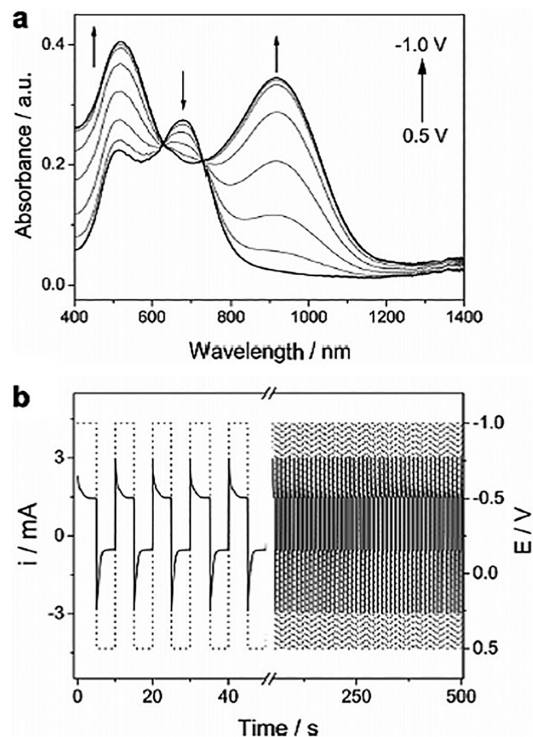 a
-1.0 V
0.5 V
Absorbance / a.u.
0.4
0.2
0.0
400 600 800 1000 1200 1400
Wavelength / nm
b
i / mA
3
0
-3
E / V
-1.0
-0.5
0.0
0.5
0 20 40 250 500
Time / s